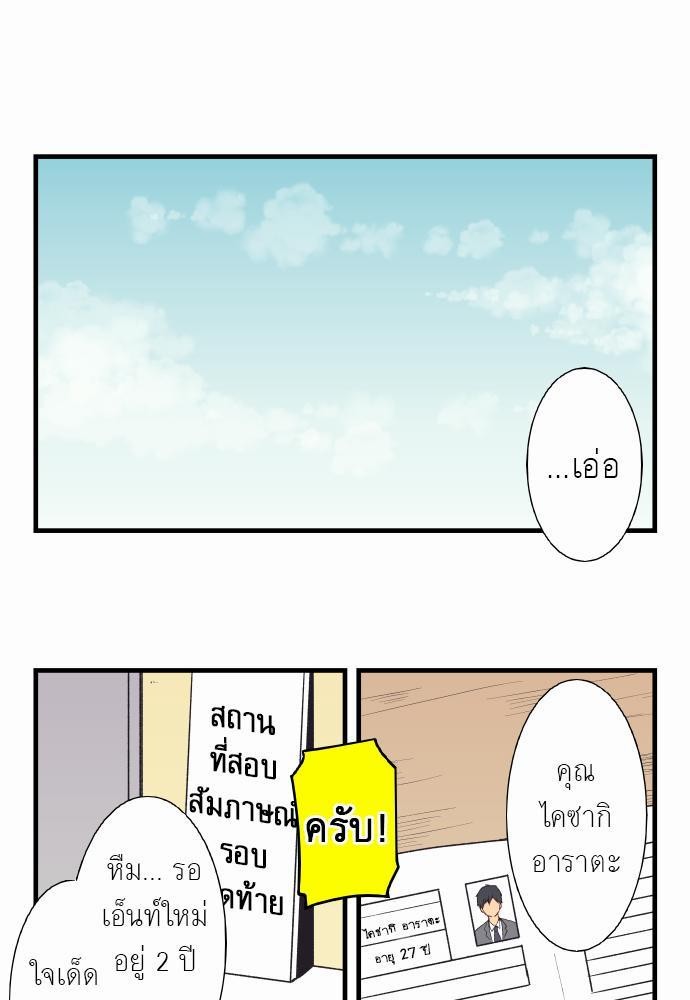 ...เอ่อ
คุณ
ไคซากิ
อาราตะ
ไคซากิ อาราตะ
อายุ 27 ปี
ครับ!
สถาน
ที่สอบ
สัมภาษณ์
รอบ
ดท้าย
หืม... รอ
เอ็นท์ใหม่
อยู่ 2 ปี
ใจเด็ด